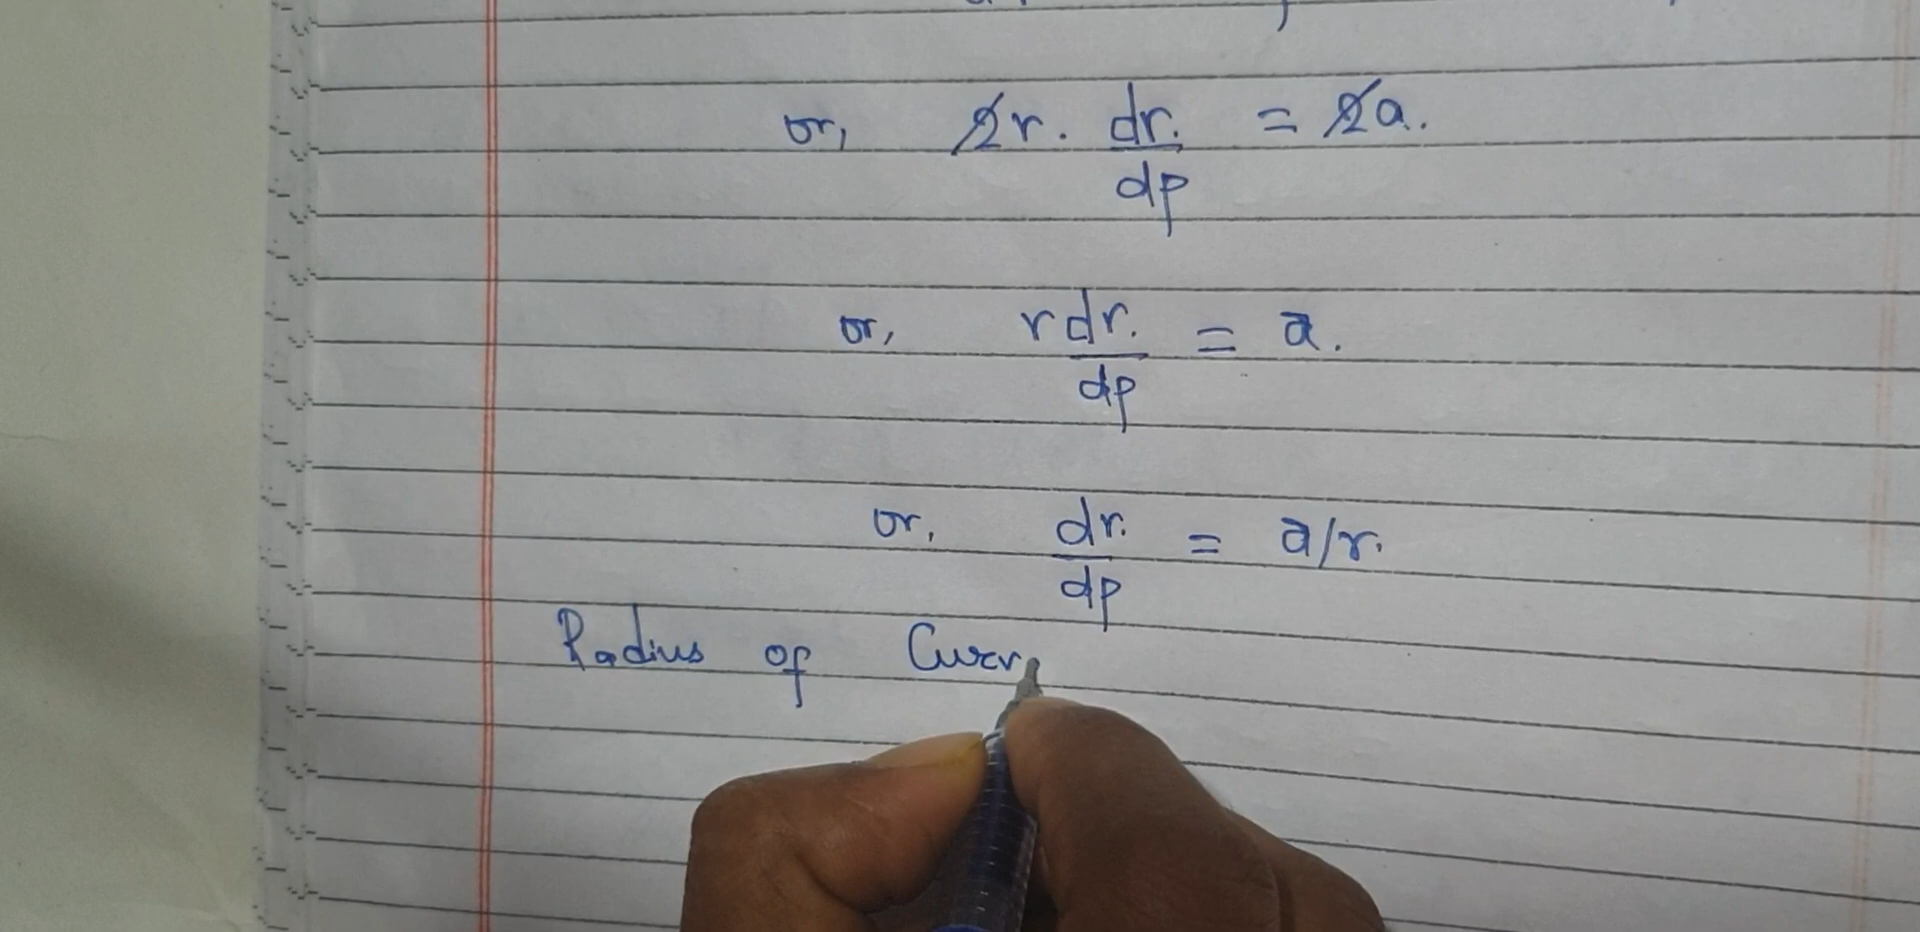 or, 2r. dr. = 2a.
dp
or, r dr. = a.
dp
or, dr. = a/r.
dp
Radius of Curv